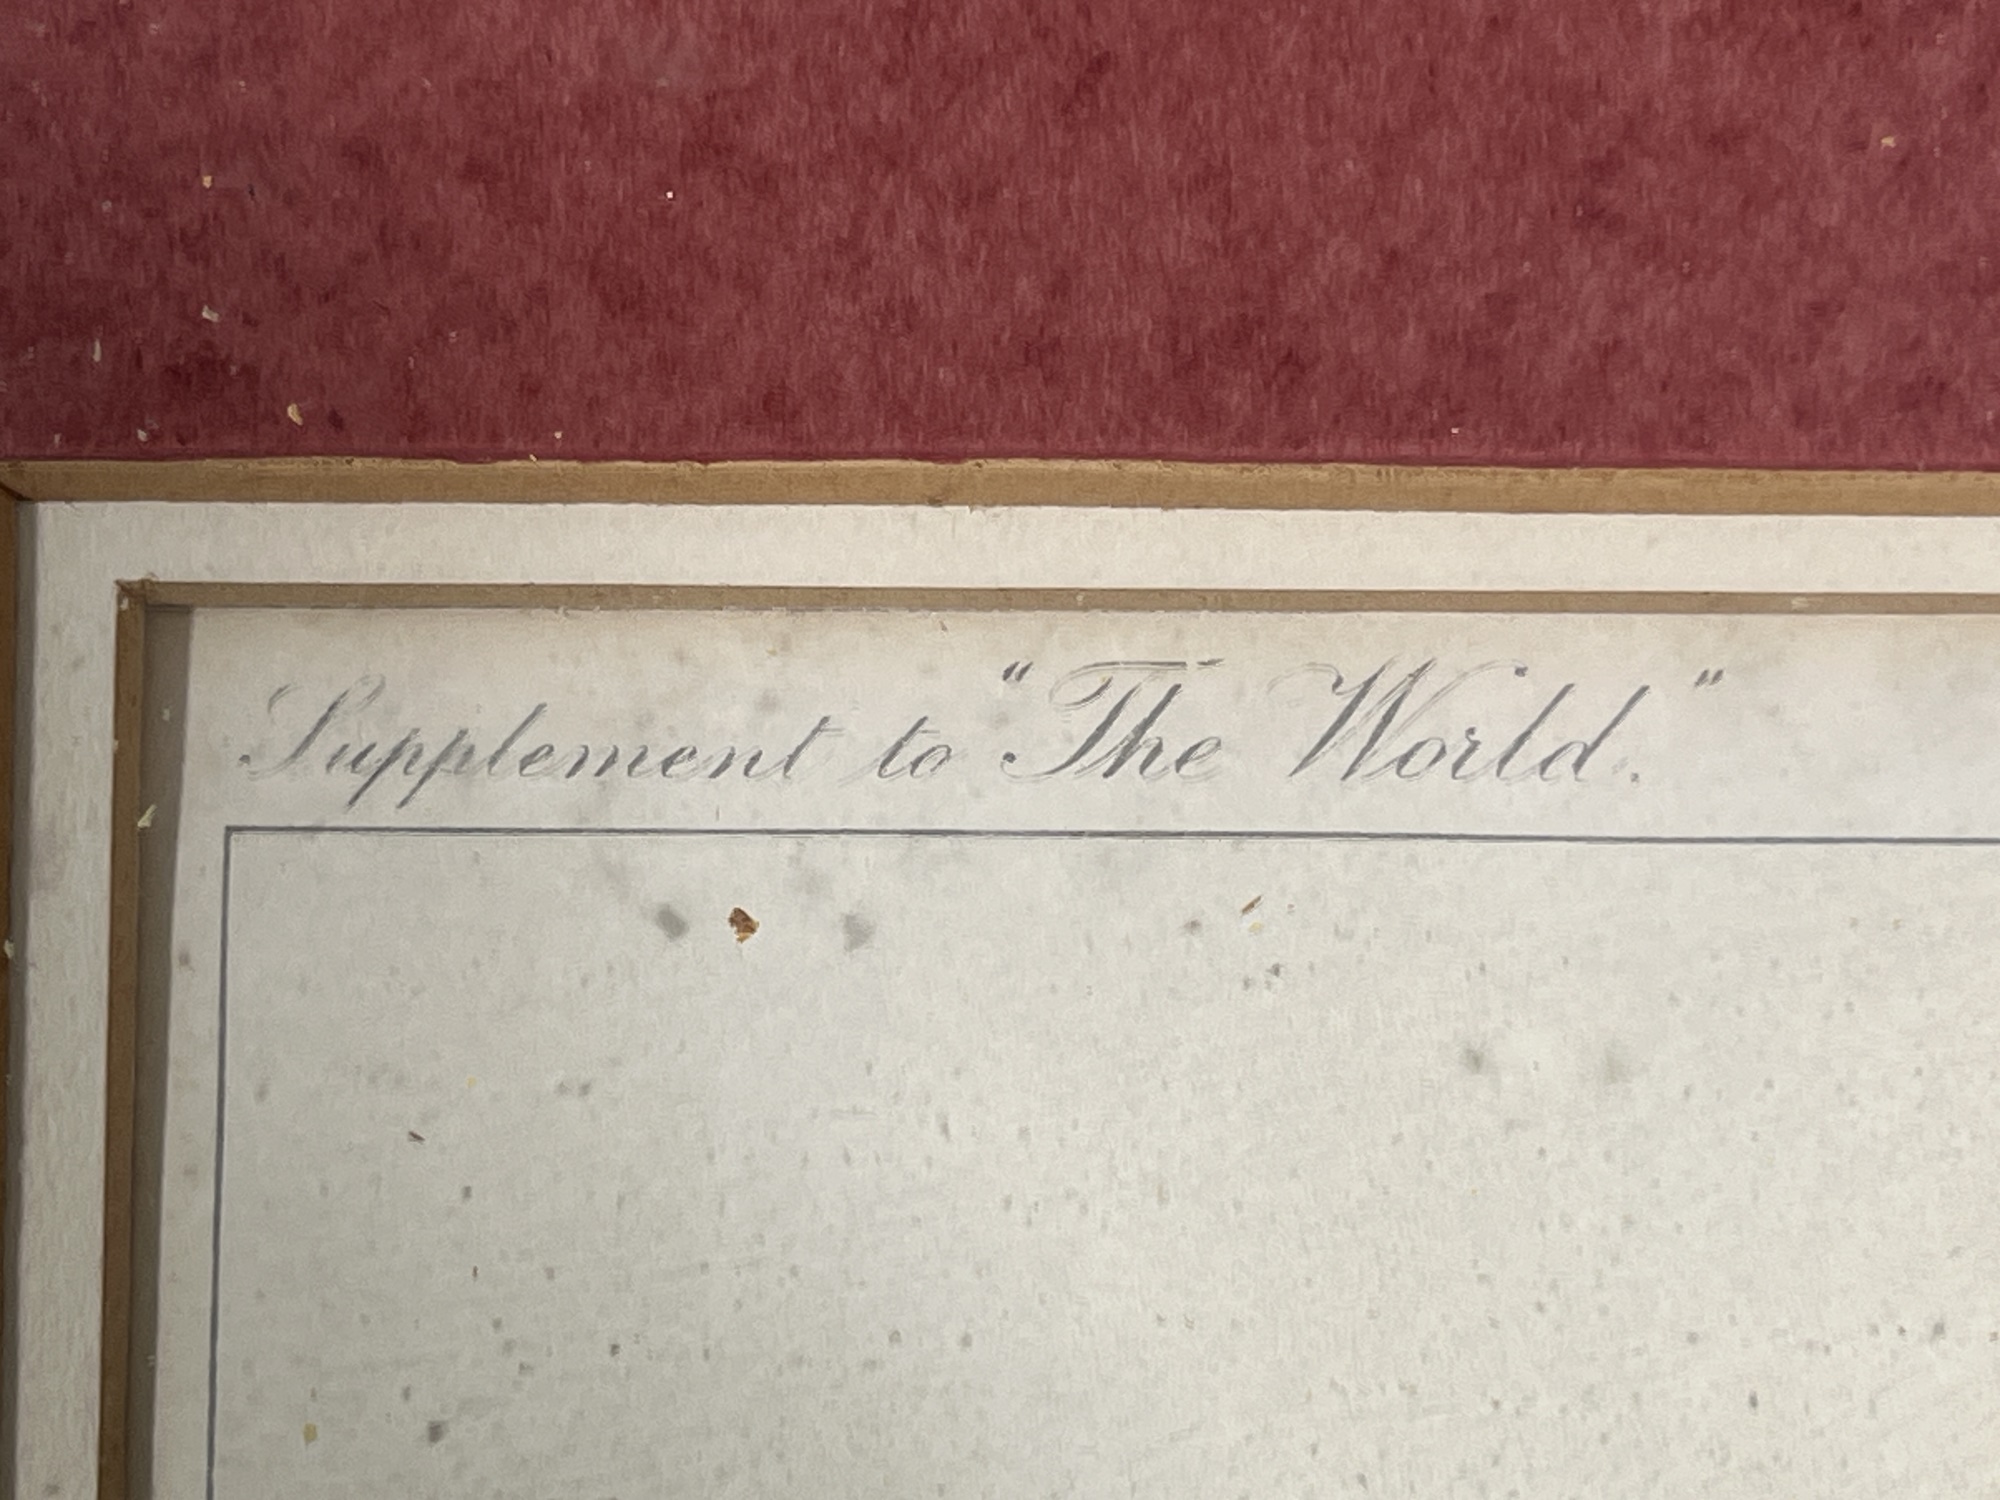 Supplement to “The World.”